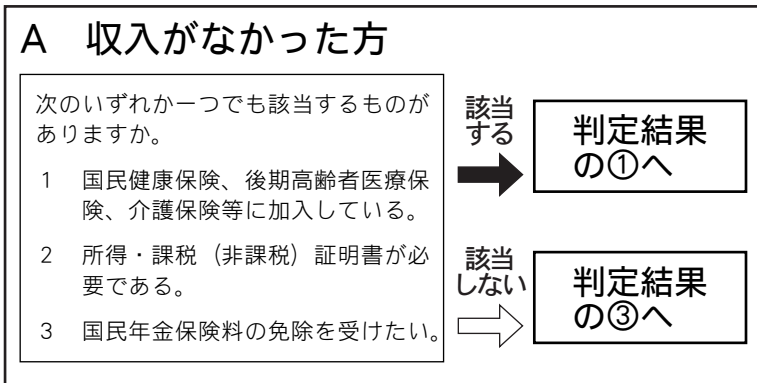 A　収入がなかった方
次のいずれか一つでも該当するものが
ありますか。
1　国民健康保険、後期高齢者医療保
険、介護保険等に加入している。
2　所得・課税（非課税）証明書が必
要である。
3　国民年金保険料の免除を受けたい。
該当
する
判定結果
の①へ
該当
しない
判定結果
の③へ